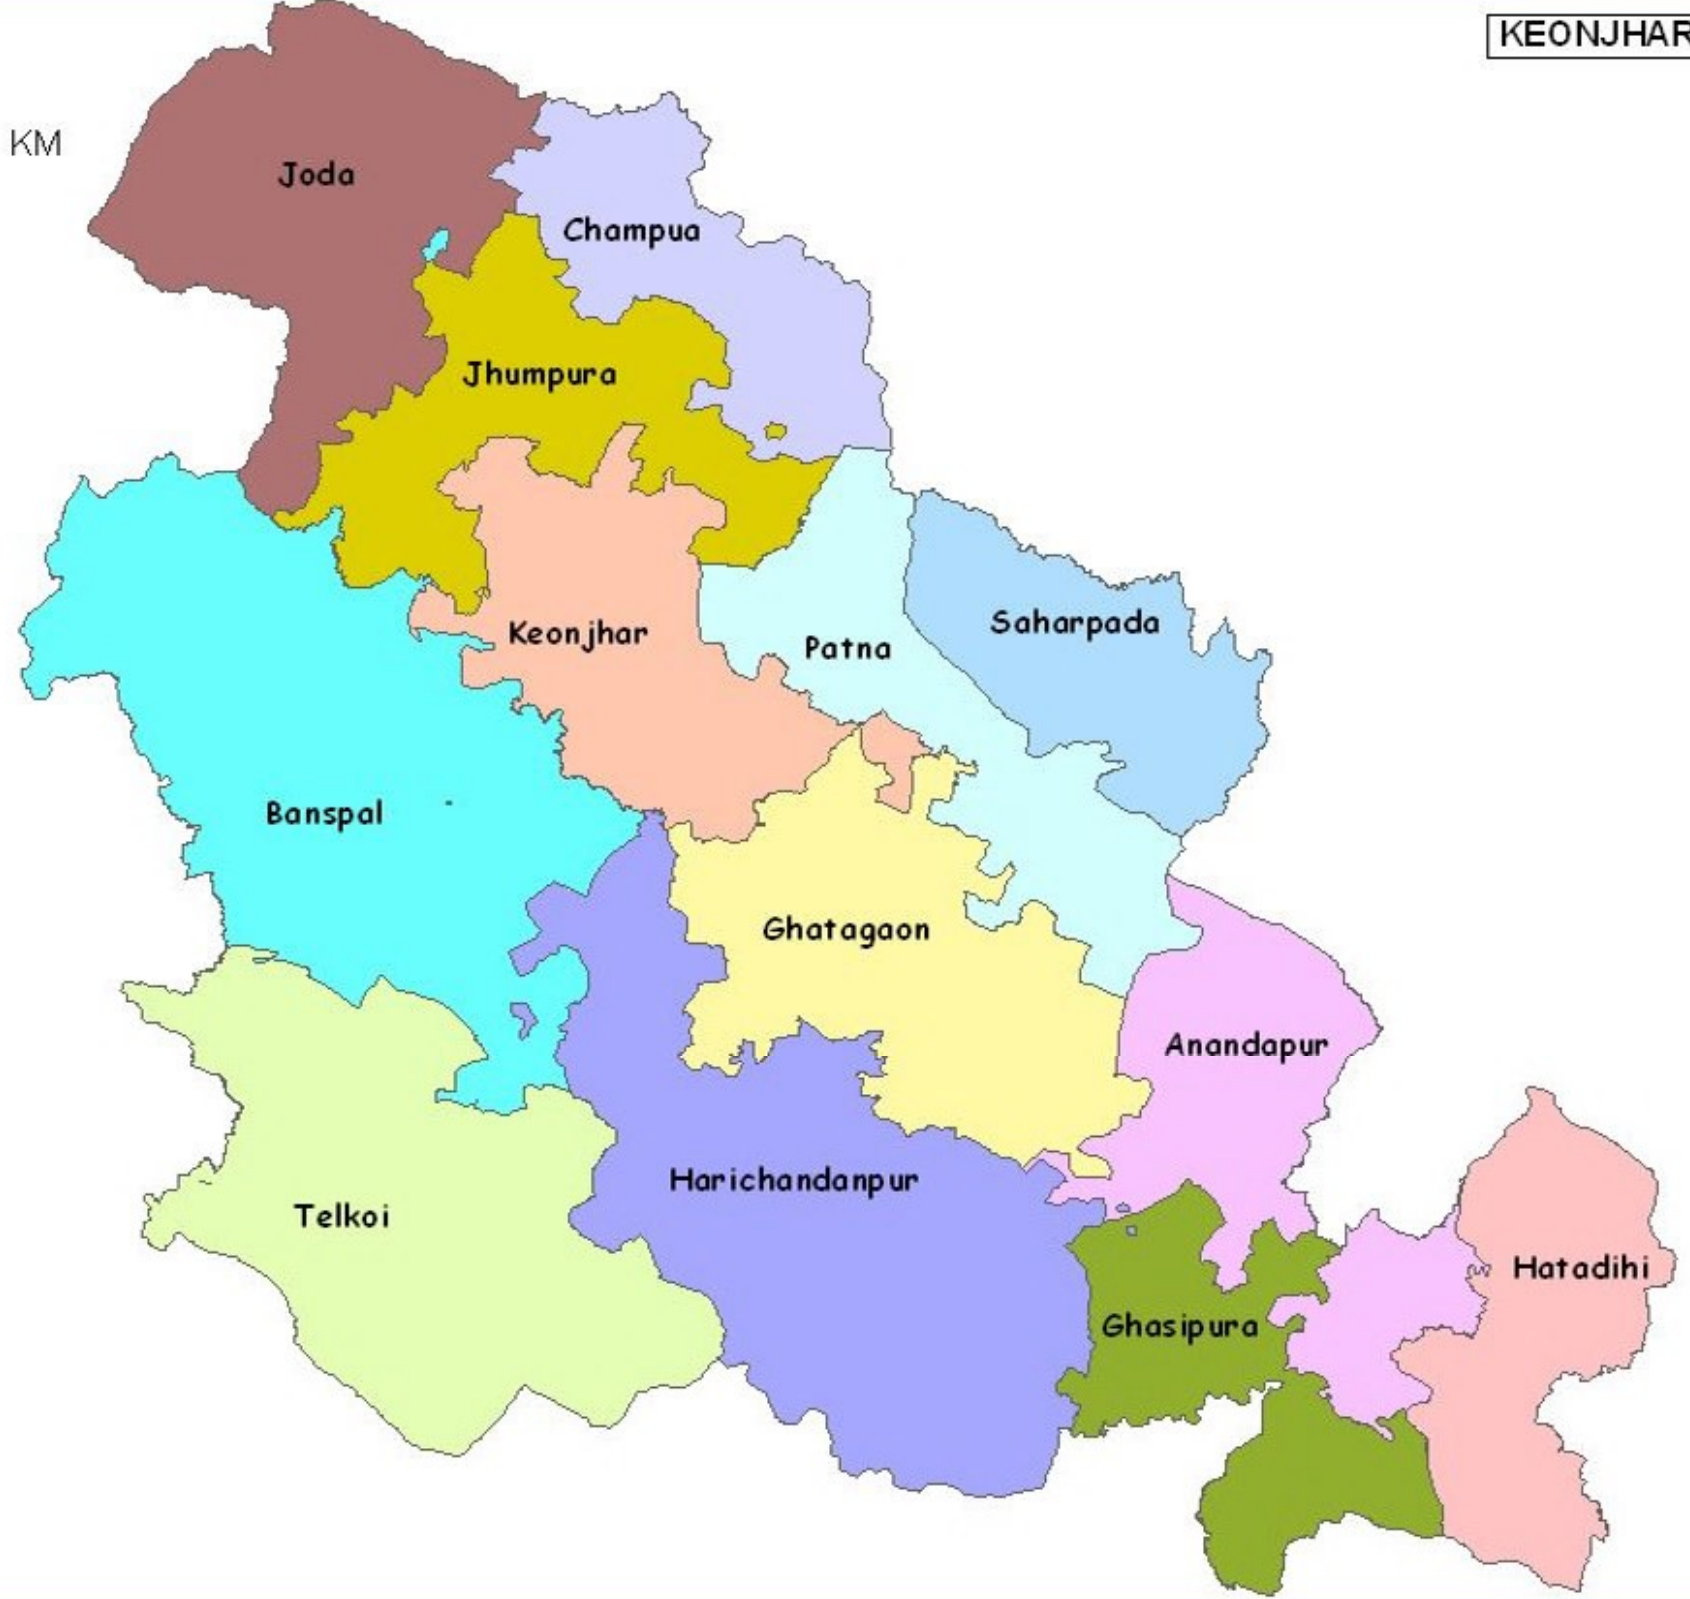 KEONJHAR
KM
Joda
Champua
Jhumpura
Saharpada
Keonjhar
Patna
Banspal
Ghatagaon
Anandapur
Harichandanpur
Telkoi
Hatadihi
Ghasipura